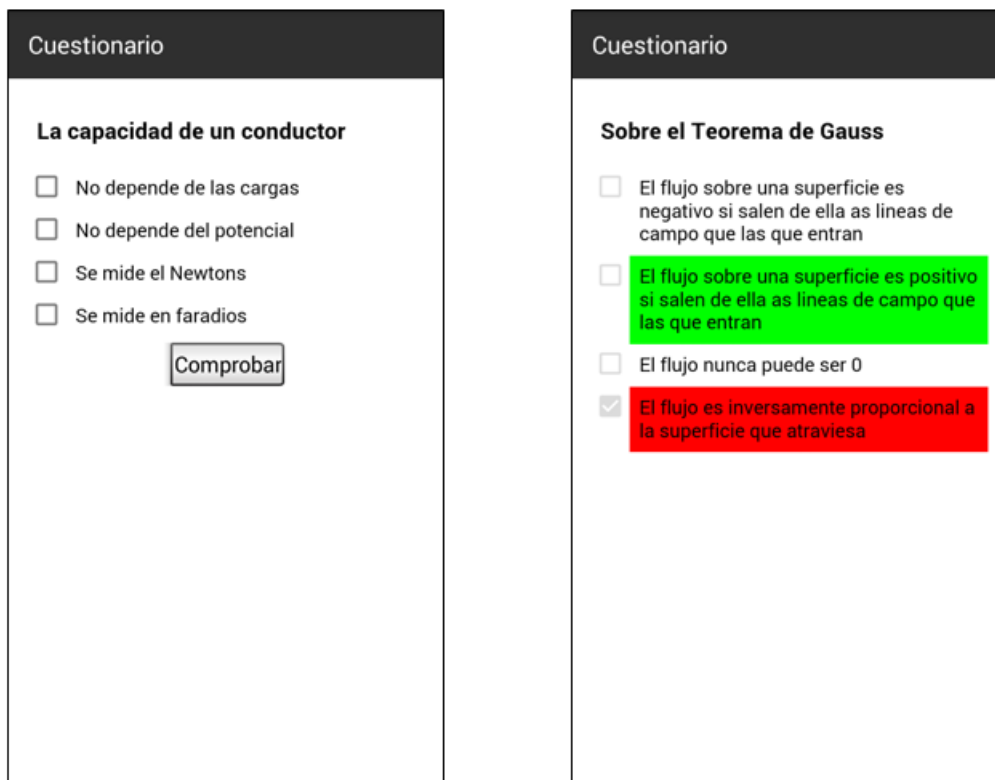 Cuestionario
La capacidad de un conductor
No depende de las cargas
No depende del potencial
Se mide el Newtons
Se mide en faradios
Comprobar
Cuestionario
Sobre el Teorema de Gauss
El flujo sobre una superficie es
negativo si salen de ella as lineas de
campo que las que entran
El flujo sobre una superficie es positivo
si salen de ella as lineas de campo que
las que entran
El flujo nunca puede ser 0
El flujo es inversamente proporcional a
la superficie que atraviesa